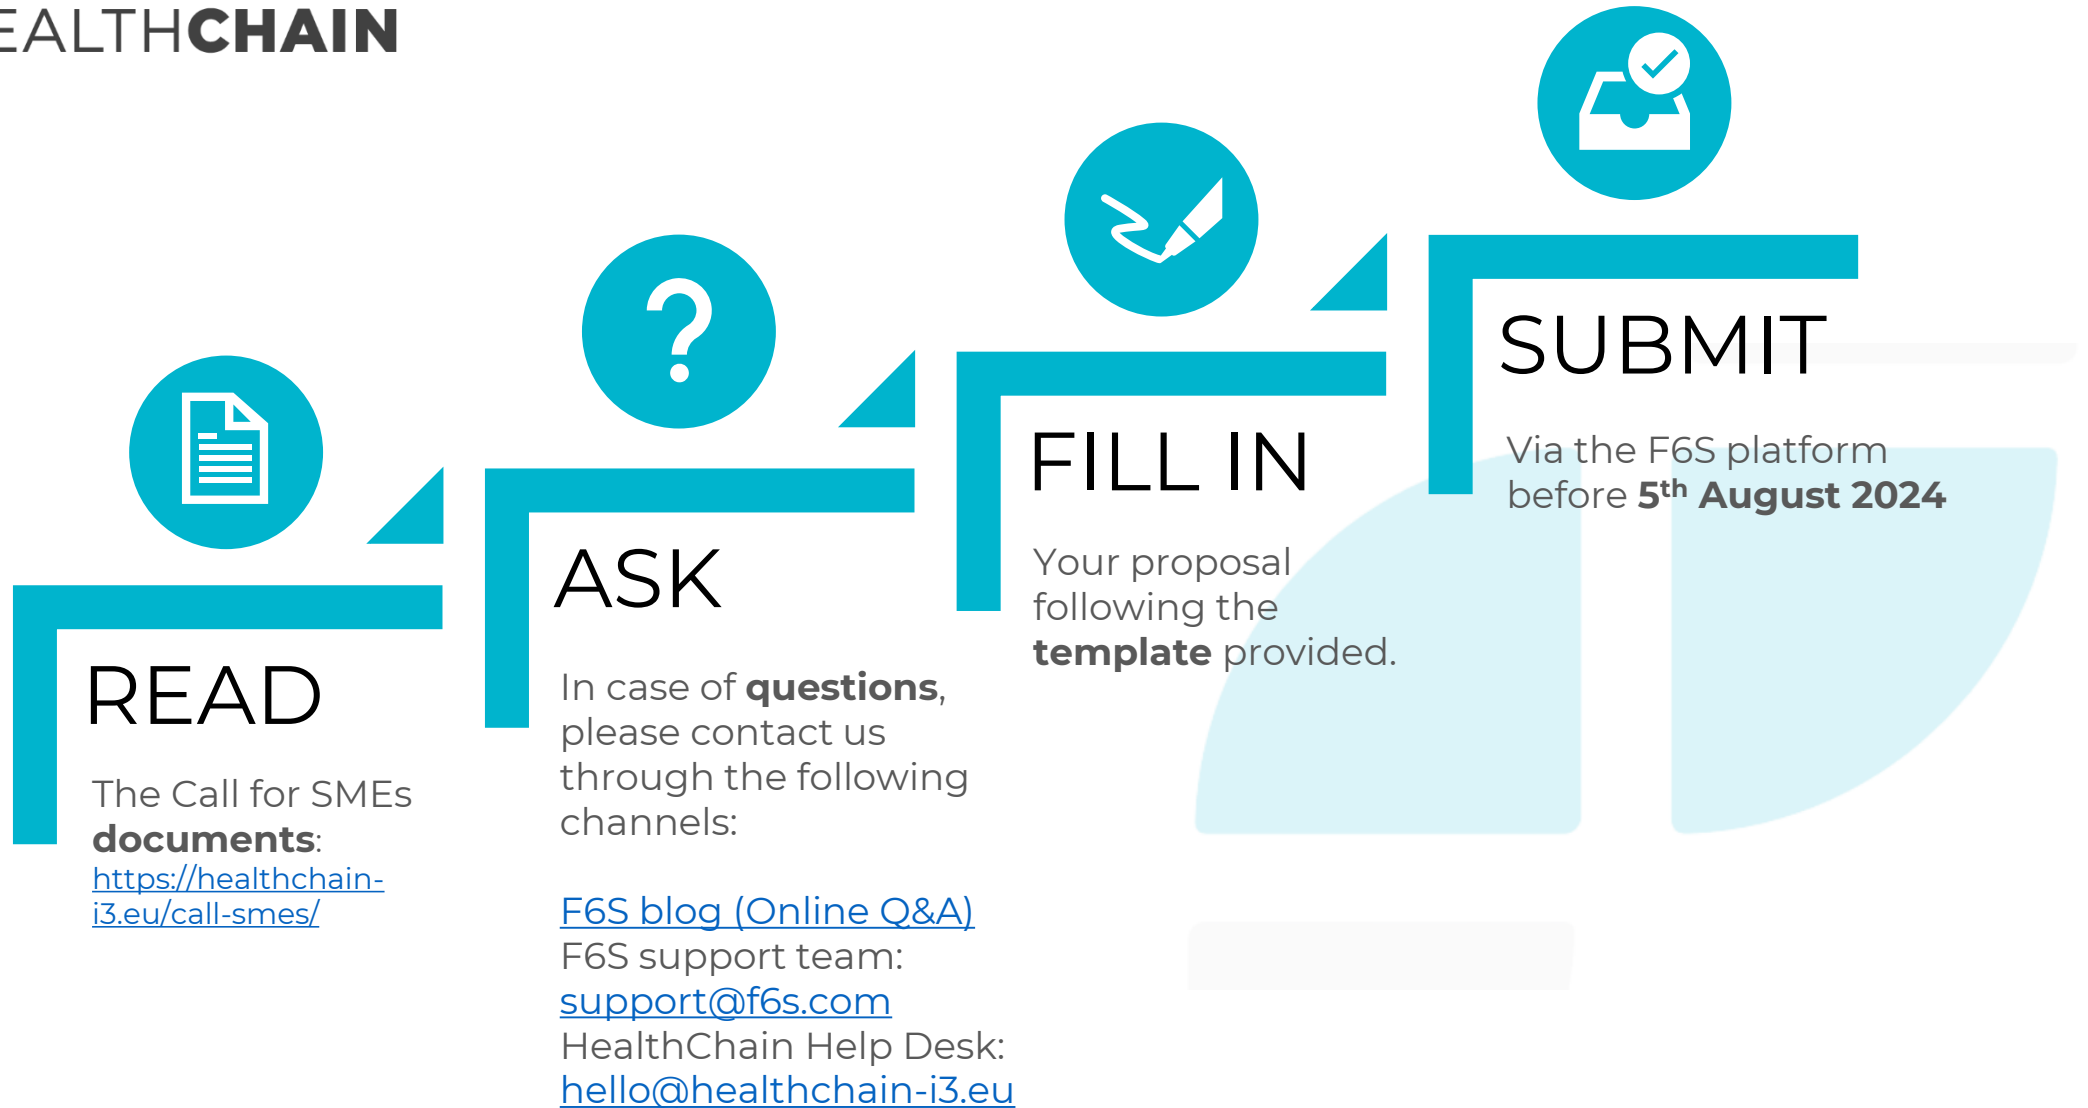 EALTHCHAIN
READ
The Call for SMEs
documents:
https://healthchain-
i3.eu/call-smes/
ASK
In case of questions,
please contact us
through the following
channels:
F6S blog (Online Q&A)
F6S support team:
support@f6s.com
HealthChain Help Desk:
hello@healthchain-i3.eu
FILL IN
Your proposal
following the
template provided.
SUBMIT
Via the F6S platform
before 5th August 2024